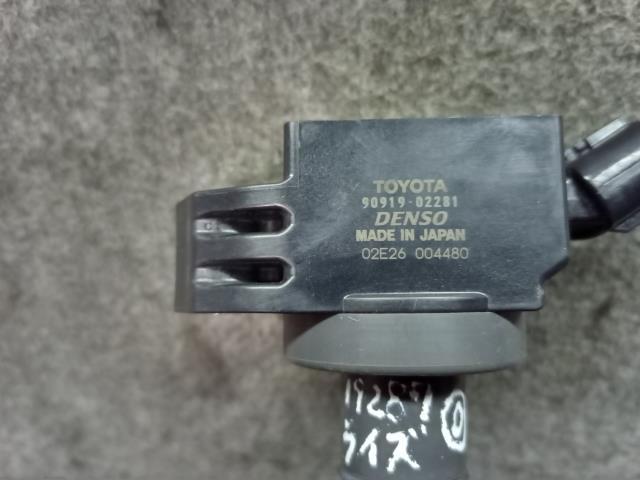 TOYOTA
90919-02281
DENSO
MADE IN JAPAN
02E26 004480
ライズ